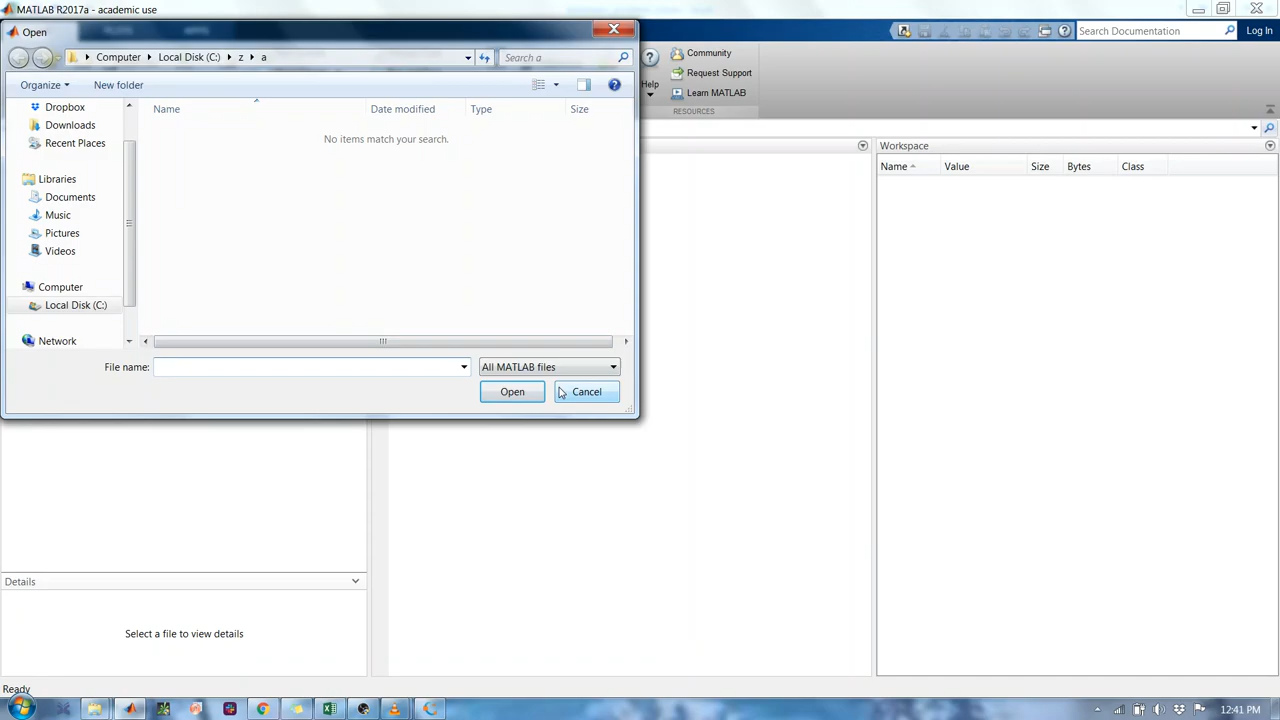 MATLAB R2017a - academic use
Open
Computer Local Disk (C:) z a
Search a
Search Documentation
Log In
Organize
New folder
Help
Community
Request Support
Learn MATLAB
RESOURCES
Dropbox
Downloads
Recent Places
Libraries
Documents
Music
Pictures
Videos
Computer
Local Disk (C:)
Network
Name
Date modified
Type
Size
No items match your search.
File name:
All MATLAB files
Open
Cancel
Workspace
Name
Value
Size
Bytes
Class
Details
Select a file to view details
Ready
12:41 PM